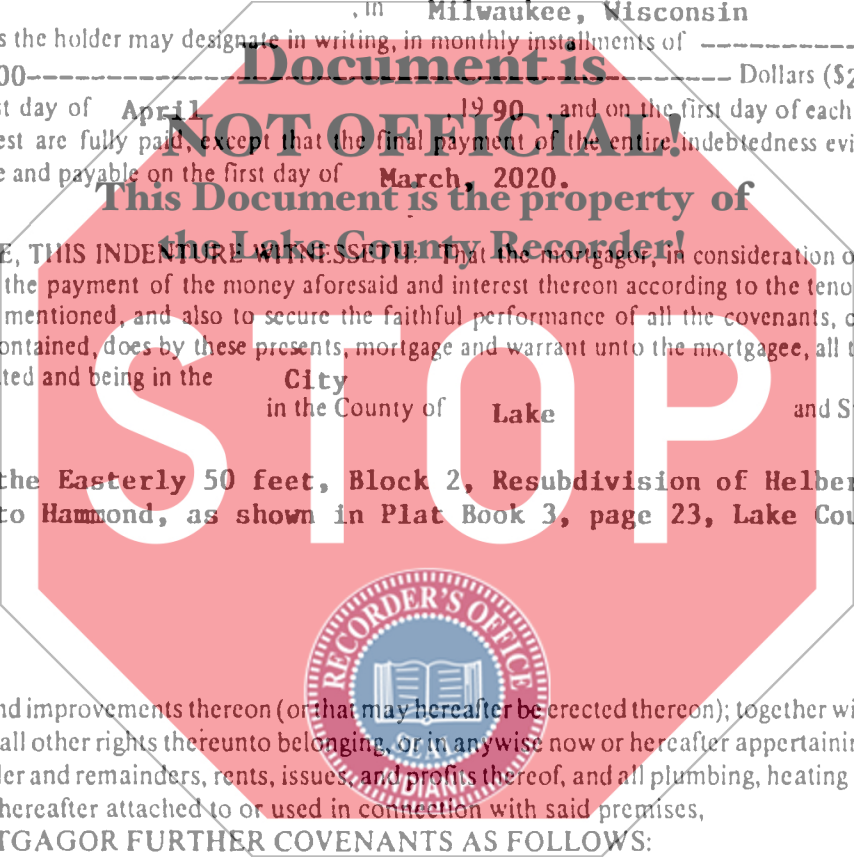 , in Milwaukee, Wisconsin
s the holder may designate in writing, in monthly installments of ------------
Document is
00------------------------------------------------ Dollars ($2
st day of April ,19 90 , and on the first day of each
NOT OFFICIAL!
est are fully paid, except that the final payment of the entire indebtedness evi
e and payable on the first day of March, 2020.
This Document is the property of
the Lake County Recorder!
E, THIS INDENTURE WITNESSETH: That the mortgagor, in consideration o
the payment of the money aforesaid and interest thereon according to the teno
mentioned, and also to secure the faithful performance of all the covenants, c
ontained, does by these presents, mortgage and warrant unto the mortgagee, all t
ted and being in the City
in the County of Lake and S
STOP
the Easterly 50 feet, Block 2, Resubdivision of Helber
to Hammond, as shown in Plat Book 3, page 23, Lake Cou
RECORDER'S OFFICE
SEAL
INDIANA
nd improvements thereon (or that may hereafter be erected thereon); together wi
all other rights thereunto belonging, or in anywise now or hereafter appertainin
der and remainders, rents, issues, and profits thereof, and all plumbing, heating
hereafter attached to or used in connection with said premises,
TGAGOR FURTHER COVENANTS AS FOLLOWS: